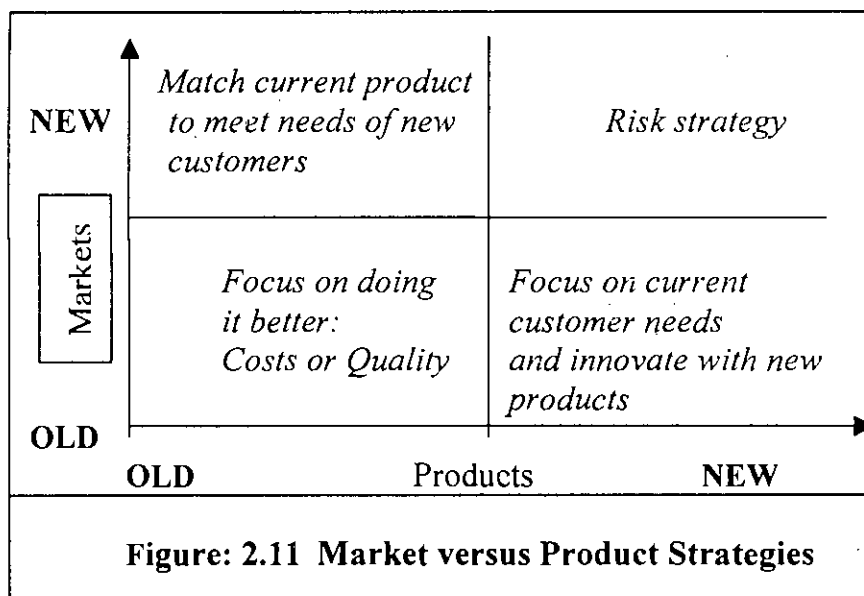 Match current product
to meet needs of new
customers
NEW
Risk strategy
Markets
Focus on doing
it better:
Costs or Quality
Focus on current
customer needs
and innovate with new
products
OLD
OLD Products NEW
Figure: 2.11 Market versus Product Strategies